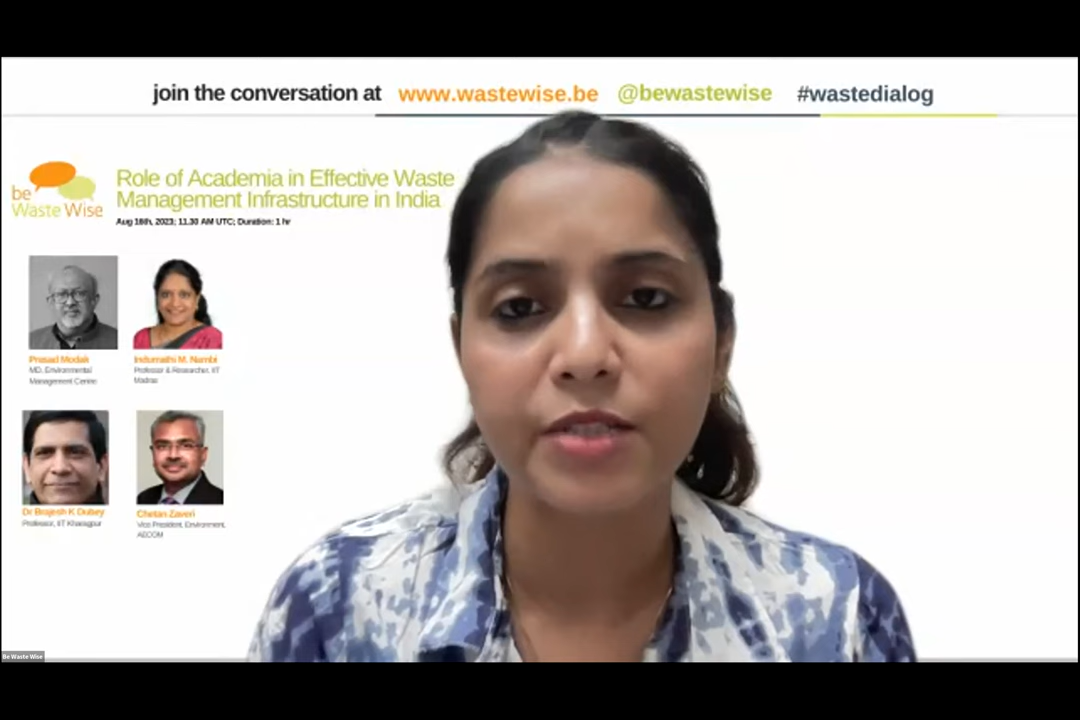 join the conversation at www.wastewise.be @bewastewise #wastedialog
be
Waste Wise
Role of Academia in Effective Waste
Management Infrastructure in India
Aug 16th, 2023; 11.30 AM UTC; Duration: 1 hr
Prasad Modak
MD, Environmental
Management Centre
Indumathi M. Nambi
Professor & Researcher, IIT
Madras
Dr Brajesh K Dubey
Professor, IIT Kharagpur
Chetan Zaveri
Vice President, Environment,
AECOM
Be Waste Wise